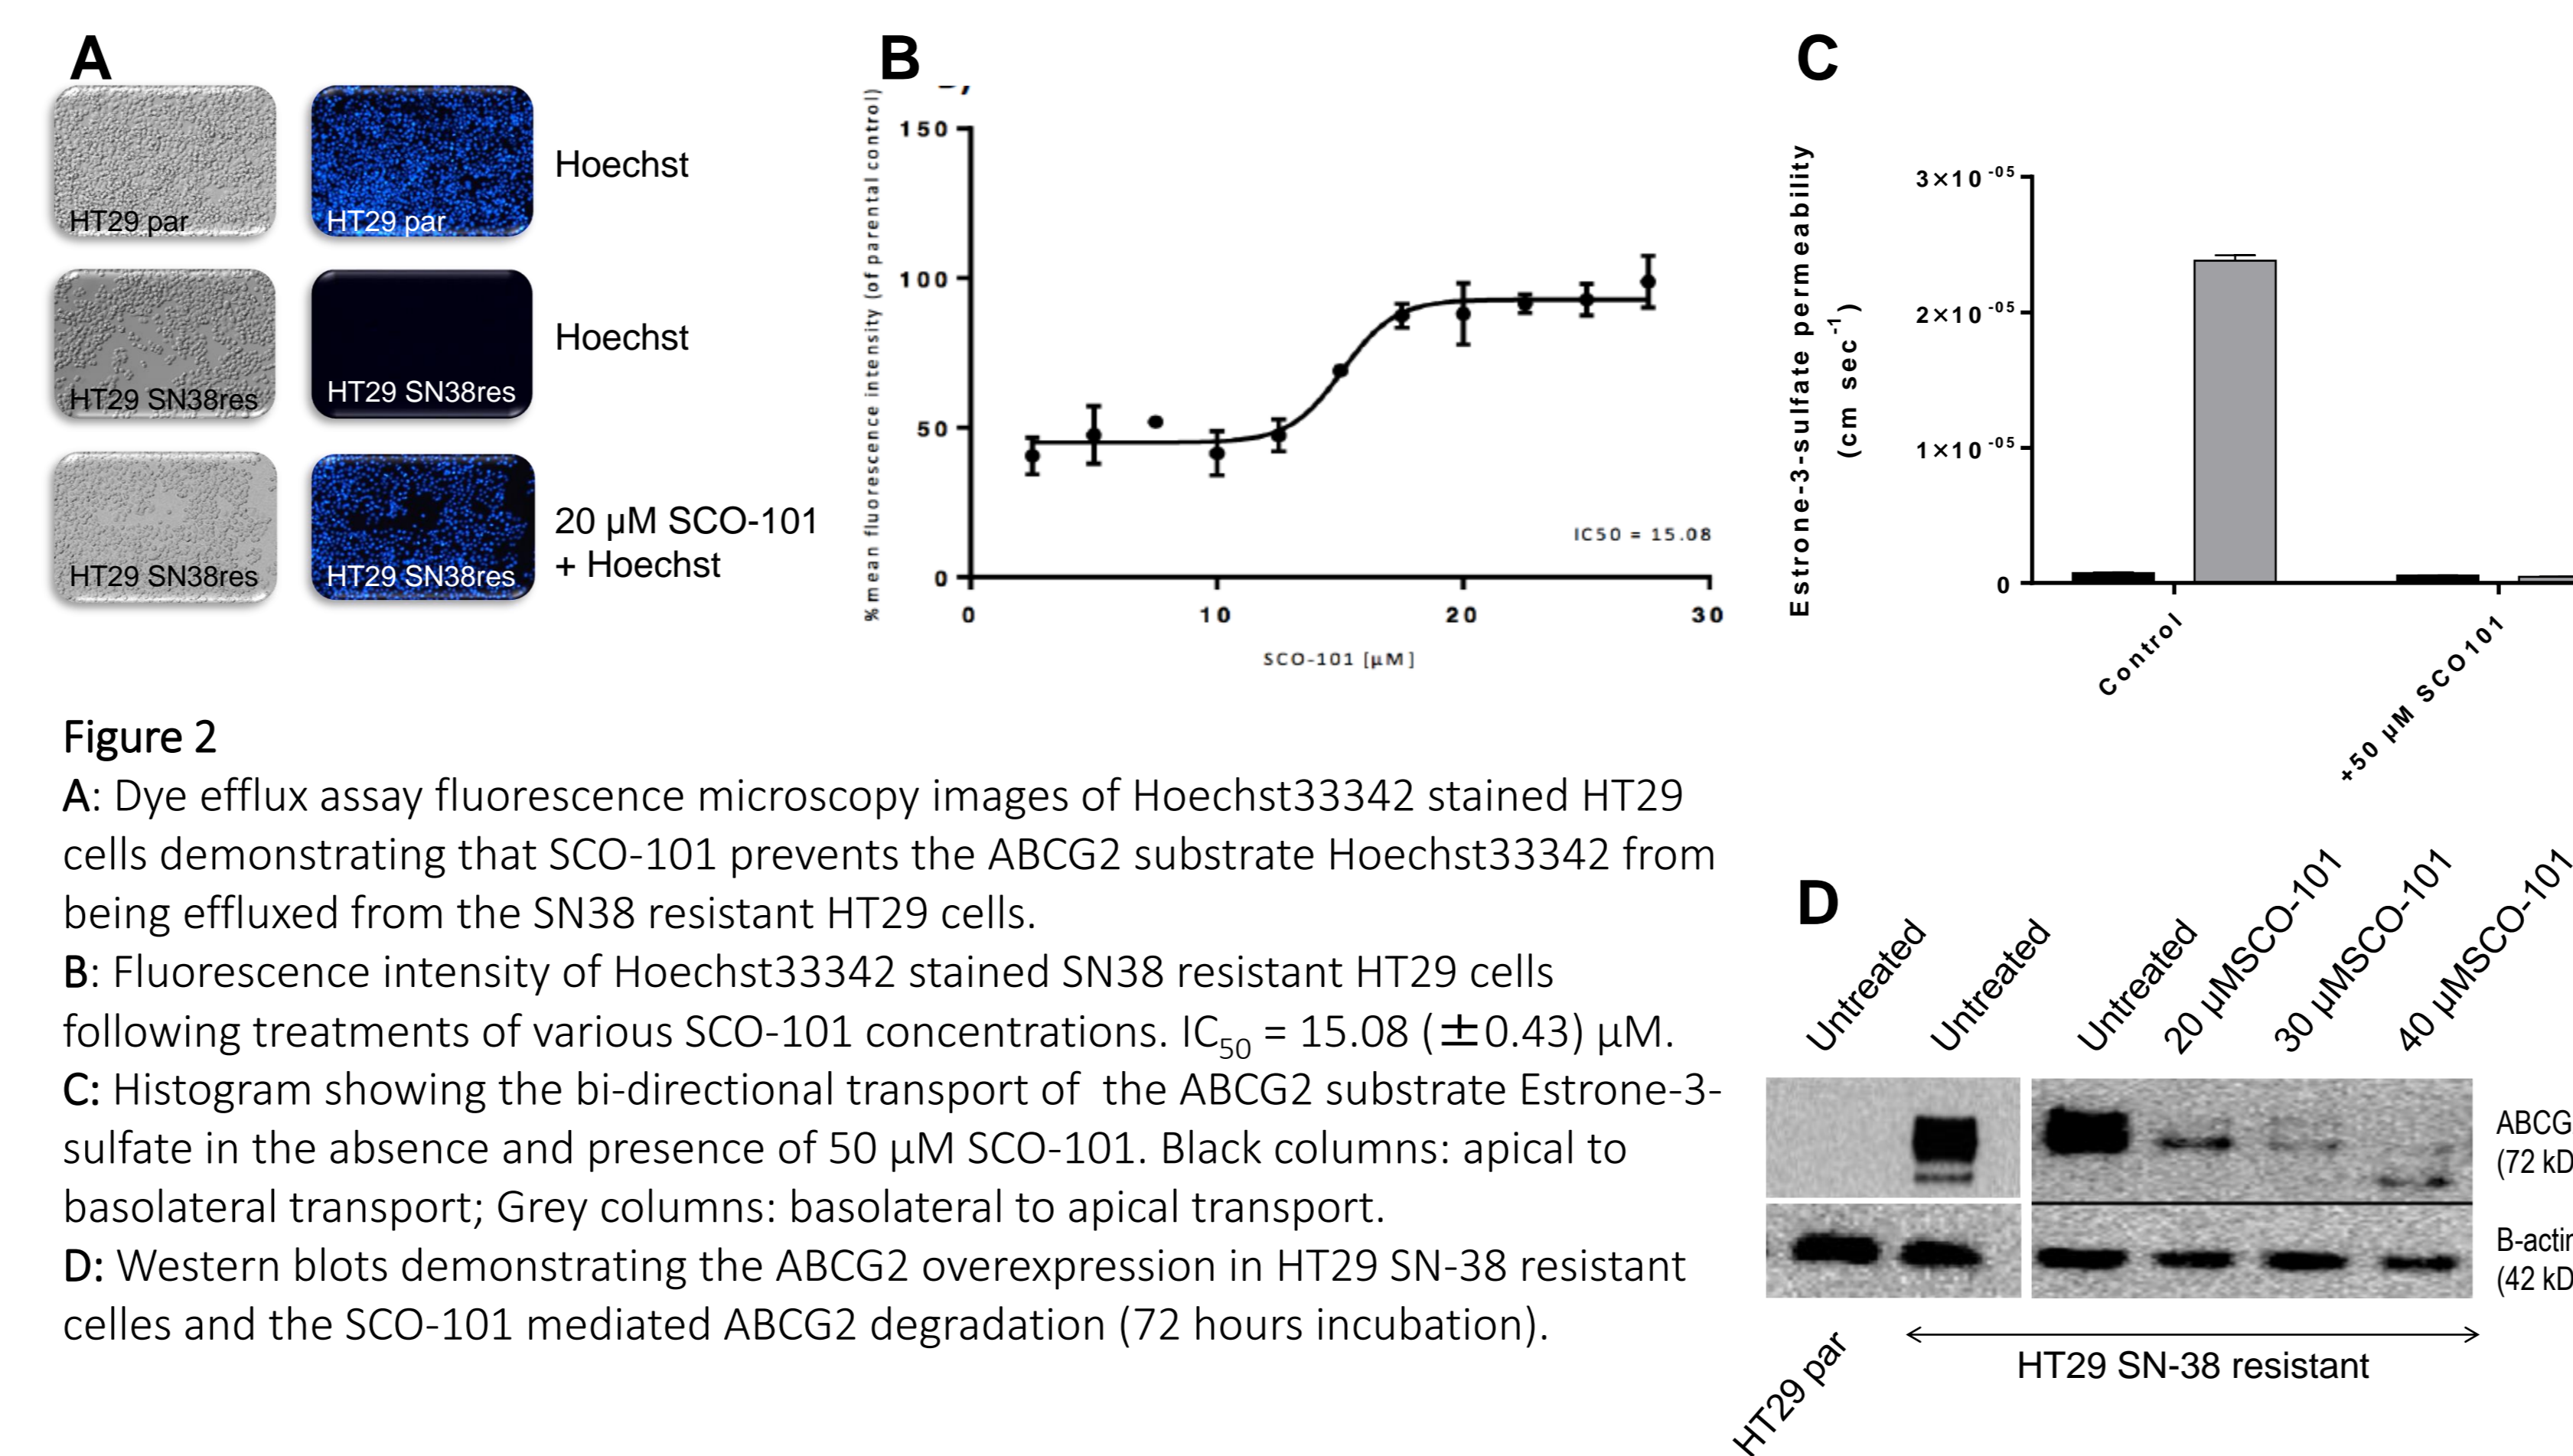 A
HT29 par
HT29 par
Hoechst
HT29 SN38res
HT29 SN38res
Hoechst
HT29 SN38res
HT29 SN38res
20 µM SCO-101
+ Hoechst
B
% mean fluorescence intensity (of parental control)
150
100
50
0
0
10
20
30
IC50 = 15.08
SCO-101 [µM]
C
Estrone-3-sulfate permeability
(cm sec-1)
3×10-05
2×10-05
1×10-05
0
Control
+50 µM SCO101
Figure 2
A: Dye efflux assay fluorescence microscopy images of Hoechst33342 stained HT29
cells demonstrating that SCO-101 prevents the ABCG2 substrate Hoechst33342 from
being effluxed from the SN38 resistant HT29 cells.
B: Fluorescence intensity of Hoechst33342 stained SN38 resistant HT29 cells
following treatments of various SCO-101 concentrations. IC50 = 15.08 (±0.43) µM.
C: Histogram showing the bi-directional transport of  the ABCG2 substrate Estrone-3-
sulfate in the absence and presence of 50 µM SCO-101. Black columns: apical to
basolateral transport; Grey columns: basolateral to apical transport.
D: Western blots demonstrating the ABCG2 overexpression in HT29 SN-38 resistant
celles and the SCO-101 mediated ABCG2 degradation (72 hours incubation).
D
Untreated
Untreated
Untreated
20 µMSCO-101
30 µMSCO-101
40 µMSCO-101
ABCG
(72 kD
B-actin
(42 kD
HT29 par
HT29 SN-38 resistant